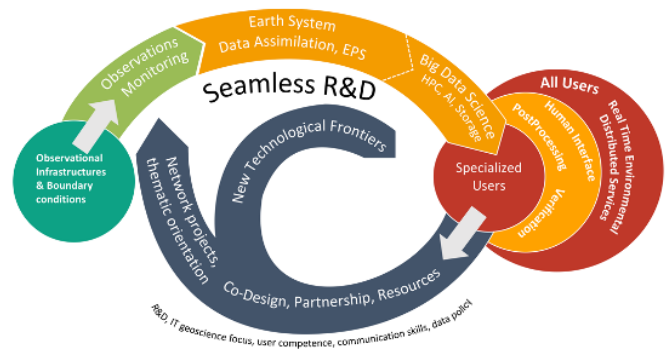 Observational
Infrastructures
& Boundary
conditions
Observations
Monitoring
Earth System
Data Assimilation, EPS
Big Data Science
HPC, AI, Storage
Seamless R&D
New Technological Frontiers
Network projects,
thematic orientation
Co-Design, Partnership, Resources
R&D, IT geoscience focus, user competence, communication skills, data policy
Specialized
Users
PostProcessing
Verification
Human Interface
All Users
Real Time Environmental
Distributed Services